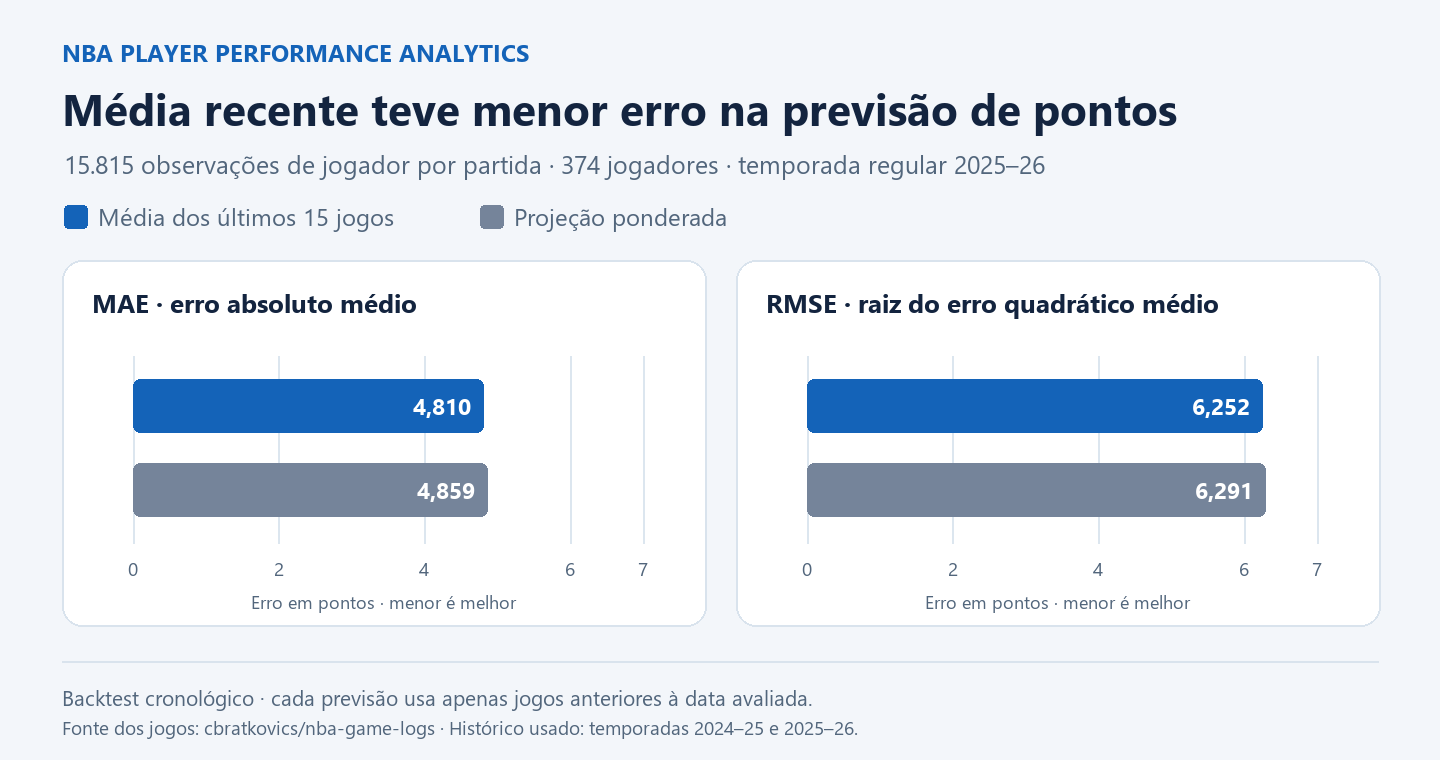 NBA PLAYER PERFORMANCE ANALYTICS
Média recente teve menor erro na previsão de pontos
15.815 observações de jogador por partida · 374 jogadores · temporada regular 2025–26
Média dos últimos 15 jogos
Projeção ponderada
MAE · erro absoluto médio
4,810
4,859
0 2 4 6 7
Erro em pontos · menor é melhor
RMSE · raiz do erro quadrático médio
6,252
6,291
0 2 4 6 7
Erro em pontos · menor é melhor
Backtest cronológico · cada previsão usa apenas jogos anteriores à data avaliada.
Fonte dos jogos: cbratkovics/nba-game-logs · Histórico usado: temporadas 2024–25 e 2025–26.